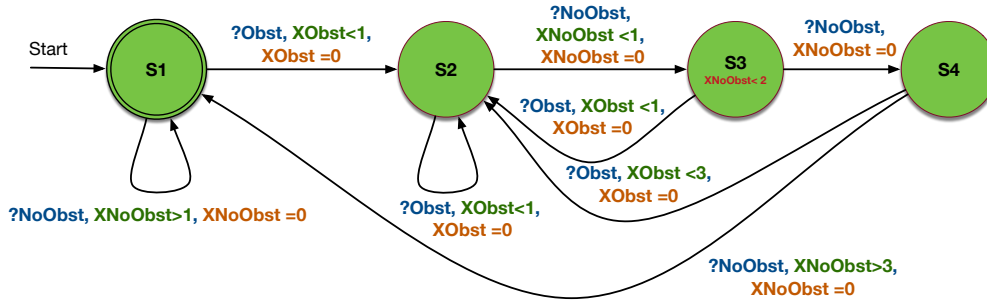 Start
S1
?Obst, XObst<1,
XObst =0
S2
?NoObst,
XNoObst <1,
XNoObst =0
S3
XNoObst< 2
?NoObst,
XNoObst =0
S4
?Obst, XObst <1,
XObst =0
?Obst, XObst <3,
XObst =0
?NoObst, XNoObst>1, XNoObst =0
?Obst, XObst<1,
XObst =0
?NoObst, XNoObst>3,
XNoObst =0